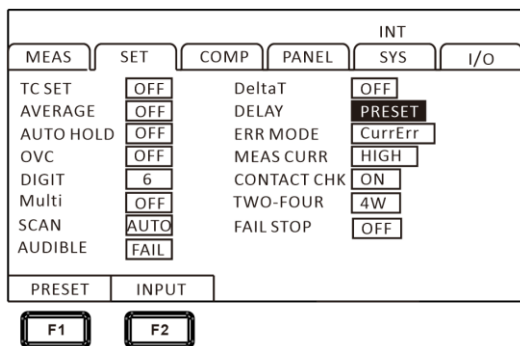 INT
MEAS SET COMP PANEL SYS I/O
TC SET OFF DeltaT OFF
AVERAGE OFF DELAY PRESET
AUTO HOLD OFF ERR MODE CurrErr
OVC OFF MEAS CURR HIGH
DIGIT 6 CONTACT CHK ON
Multi OFF TWO-FOUR 4W
SCAN AUTO FAIL STOP OFF
AUDIBLE FAIL
PRESET INPUT
F1 F2